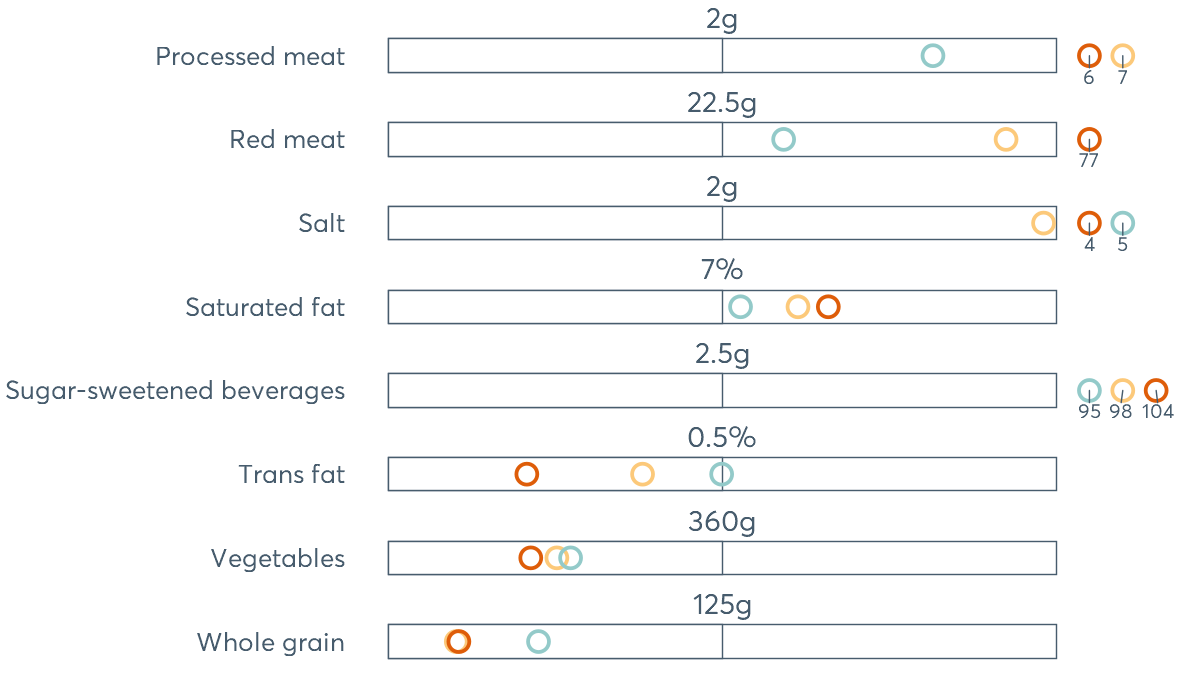 2g
Processed meat
6 7
22.5g
Red meat
77
2g
Salt
4 5
7%
Saturated fat
2.5g
Sugar-sweetened beverages
95 98 104
0.5%
Trans fat
360g
Vegetables
125g
Whole grain